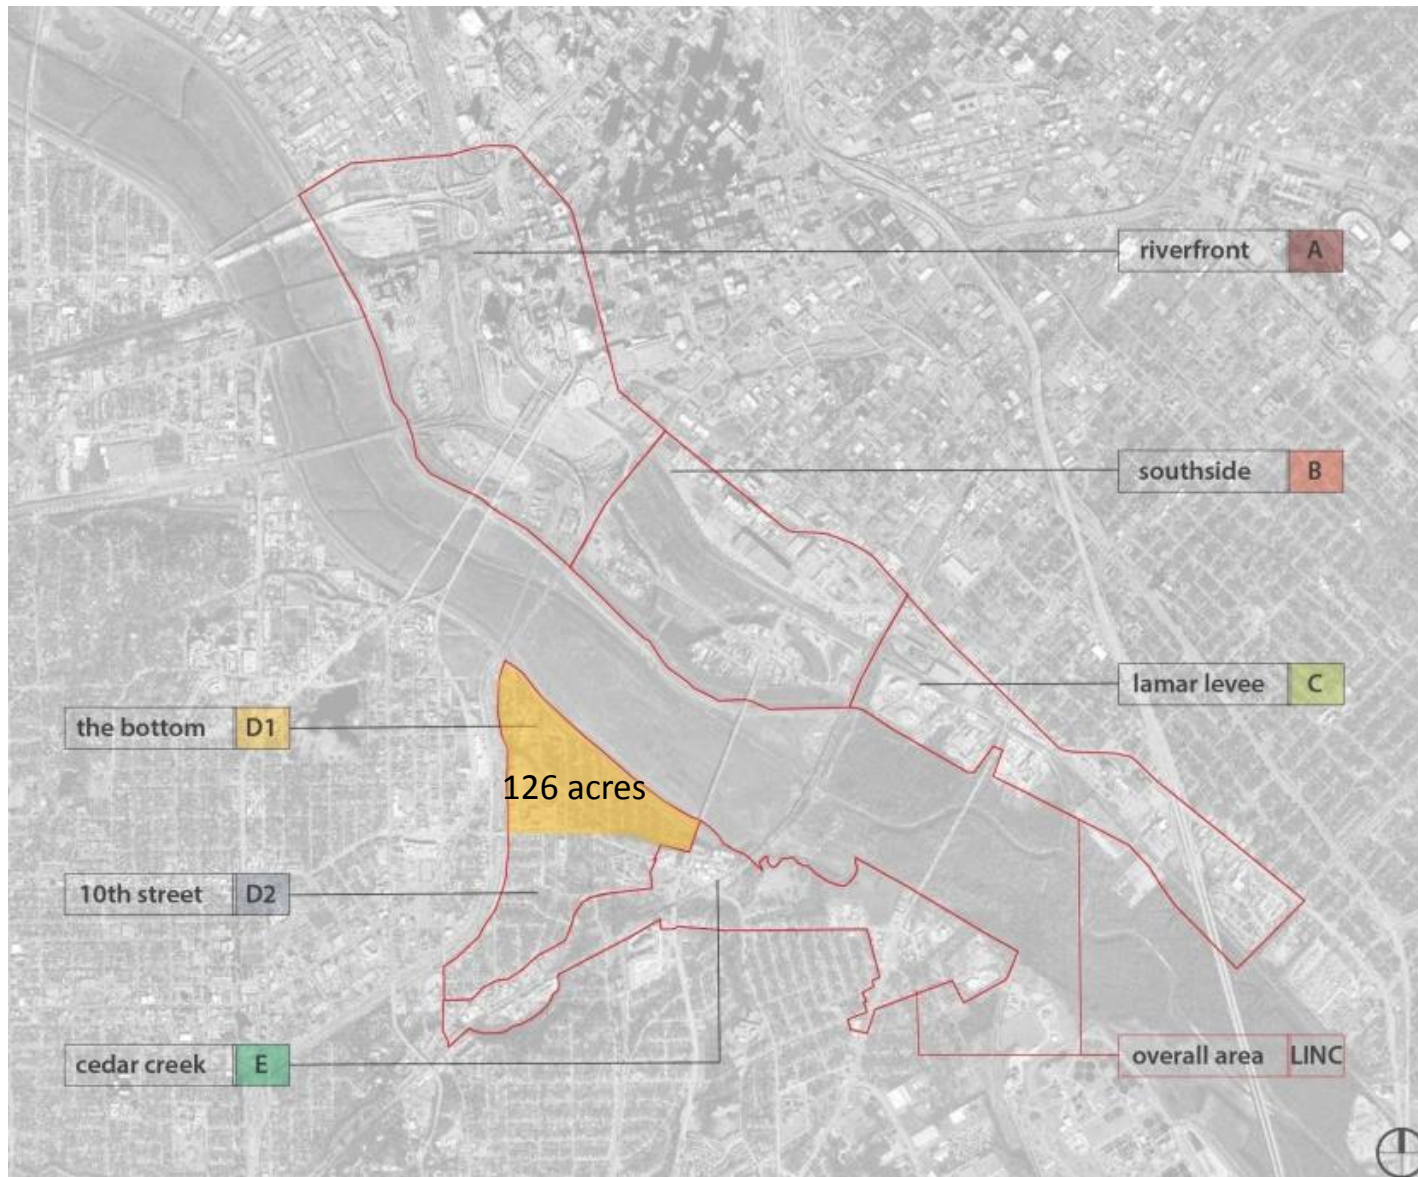 riverfront A
southside B
lamar levee C
the bottom D1
126 acres
10th street D2
cedar creek E
overall area LINC